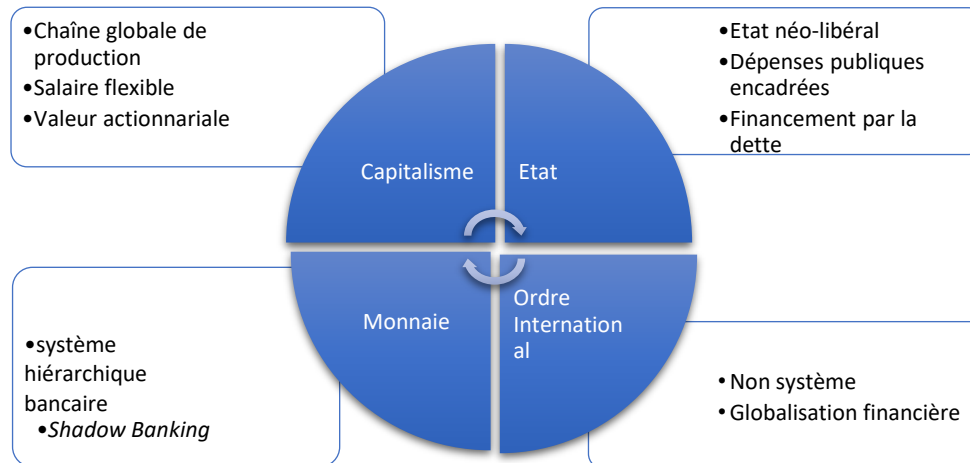 •Chaîne globale de
production
•Salaire flexible
•Valeur actionnariale
•Etat néo-libéral
•Dépenses publiques
encadrées
•Financement par la
dette
Capitalisme
Etat
Monnaie
Ordre
Internation
al
•système
hiérarchique
bancaire
•Shadow Banking
• Non système
• Globalisation financière